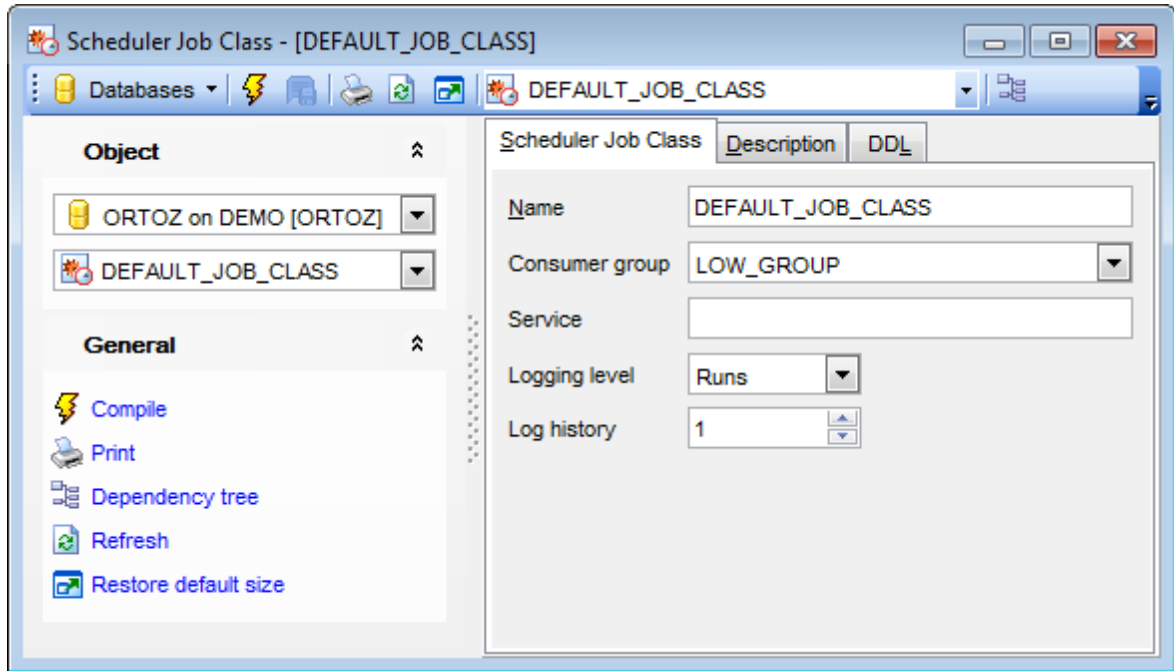 Scheduler Job Class - [DEFAULT_JOB_CLASS]
Databases DEFAULT_JOB_CLASS
Object
ORTOZ on DEMO [ORTOZ]
DEFAULT_JOB_CLASS
General
Compile
Print
Dependency tree
Refresh
Restore default size
Scheduler Job Class Description DDL
Name DEFAULT_JOB_CLASS
Consumer group LOW_GROUP
Service
Logging level Runs
Log history 1